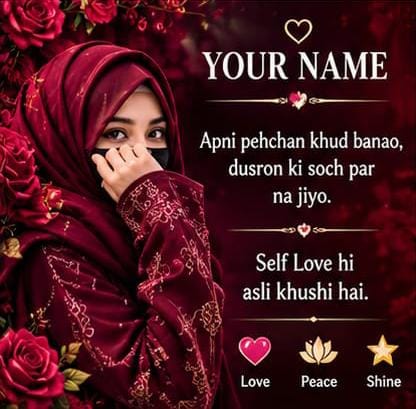 YOUR NAME
Apni pehchan khud banao,
dusron ki soch par
na jiyo.
Self Love hi
asli khushi hai.
Love Peace Shine